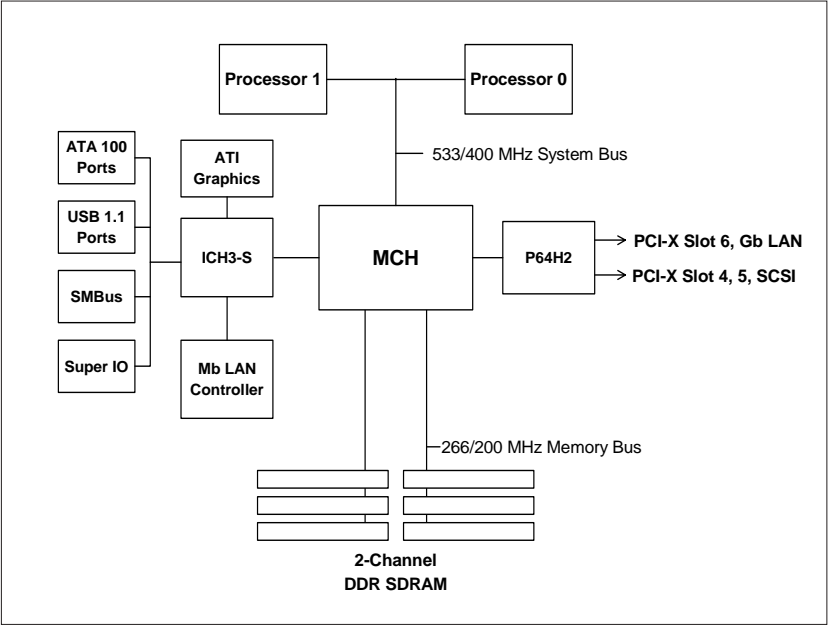 Processor 1
Processor 0
533/400 MHz System Bus
ATA 100
Ports
ATI
Graphics
USB 1.1
Ports
ICH3-S
MCH
P64H2
PCI-X Slot 6, Gb LAN
PCI-X Slot 4, 5, SCSI
SMBus
Super IO
Mb LAN
Controller
266/200 MHz Memory Bus
2-Channel
DDR SDRAM